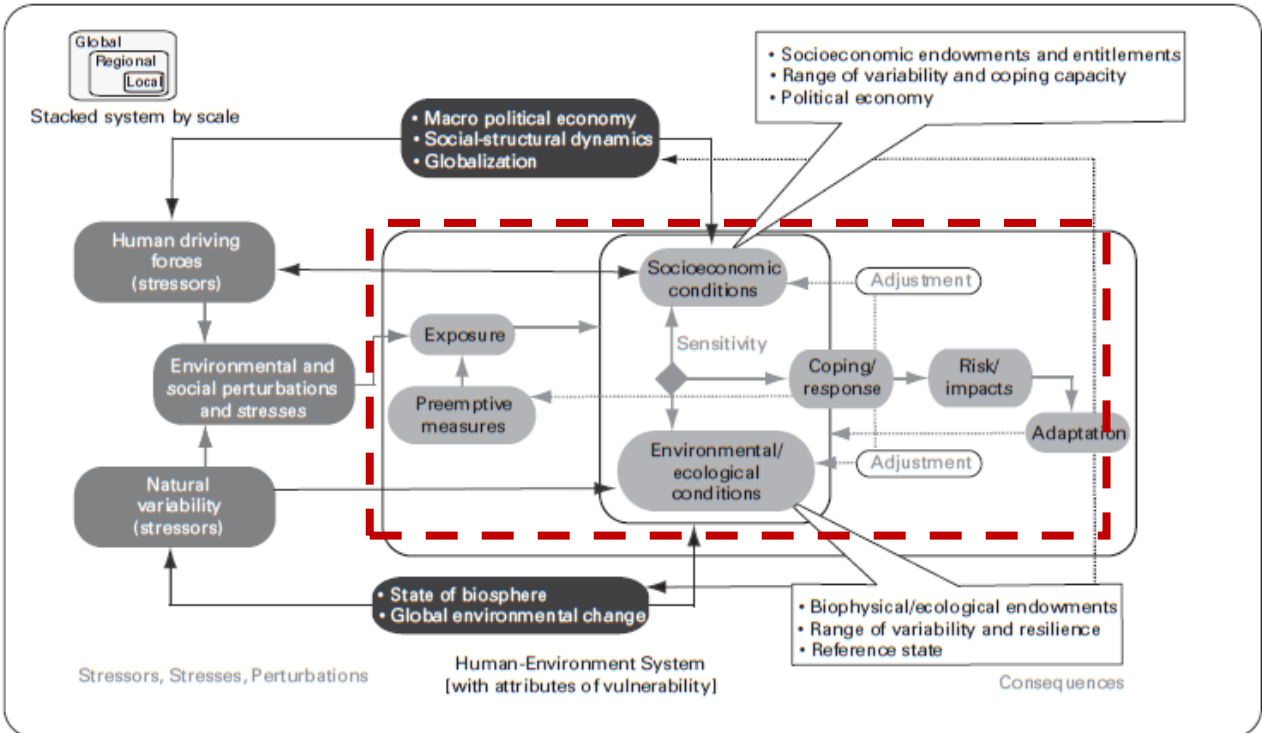 Global
Regional
Local
Stacked system by scale
• Macro political economy
• Social-structural dynamics
• Globalization
• Socioeconomic endowments and entitlements
• Range of variability and coping capacity
• Political economy
Human driving
forces
(stressors)
Environmental and
social perturbations
and stresses
Natural
variability
(stressors)
Exposure
Preemptive
measures
Socioeconomic
conditions
Sensitivity
Environmental/
ecological
conditions
Adjustment
Coping/
response
Risk/
impacts
Adaptation
Adjustment
• State of biosphere
• Global environmental change
• Biophysical/ecological endowments
• Range of variability and resilience
• Reference state
Stressors, Stresses, Perturbations
Human-Environment System
[with attributes of vulnerability]
Consequences